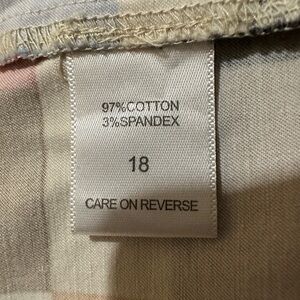 97%COTTON
3%SPANDEX
18
CARE ON REVERSE